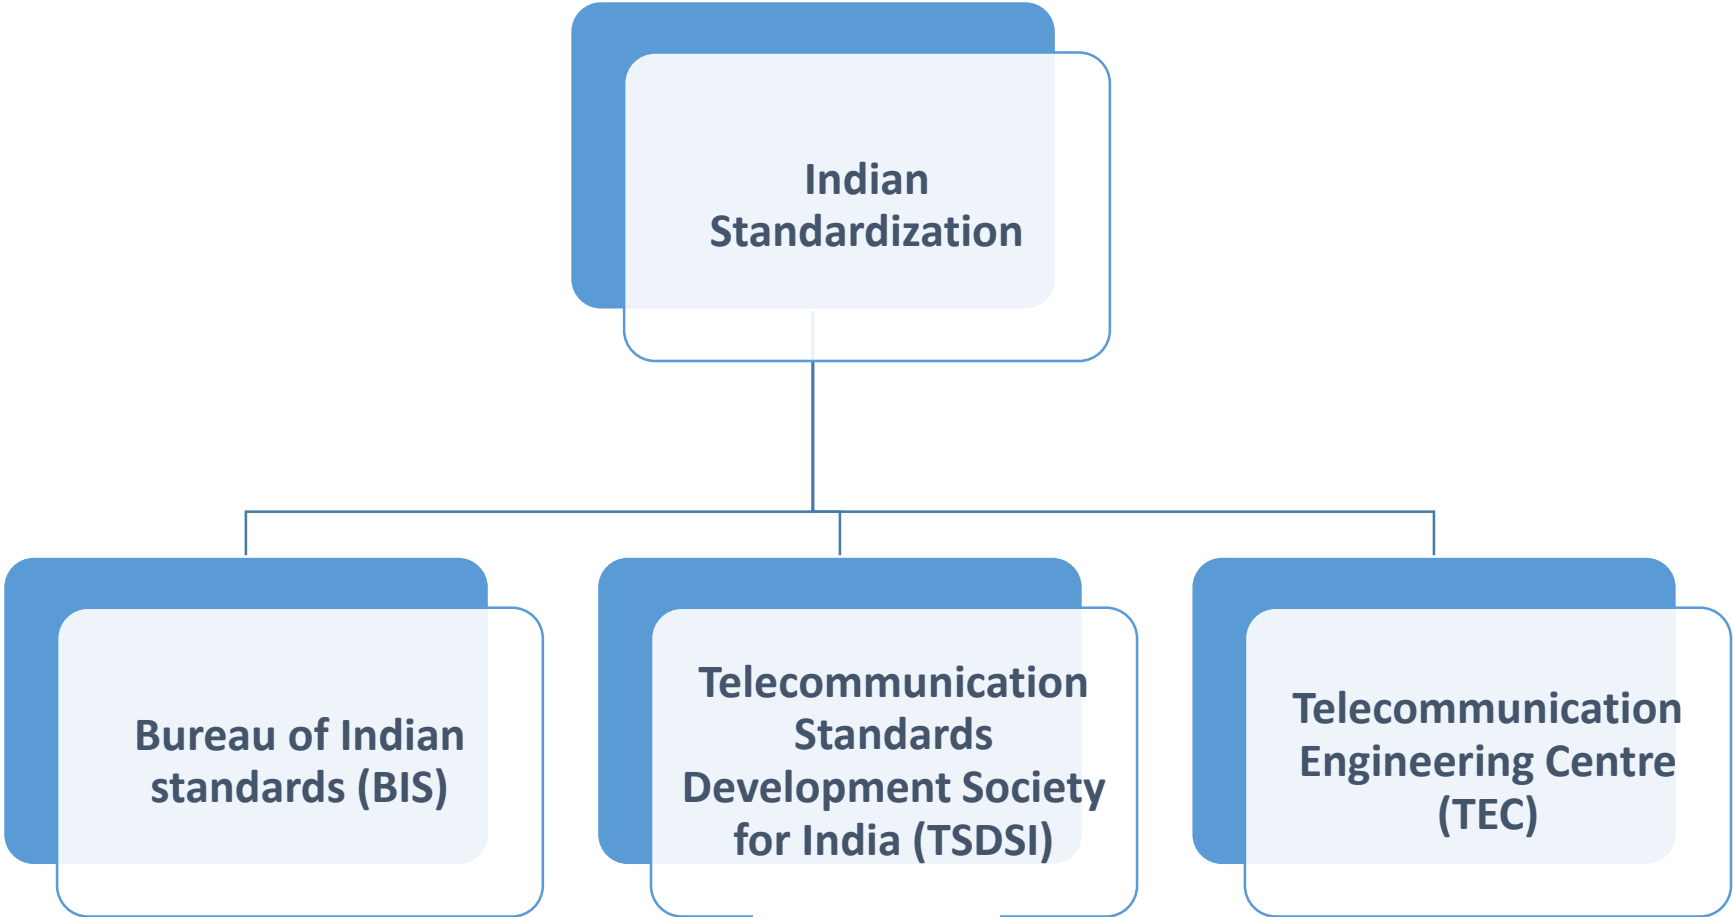 Indian
Standardization
Bureau of Indian
standards (BIS)
Telecommunication
Standards
Development Society
for India (TSDSI)
Telecommunication
Engineering Centre
(TEC)